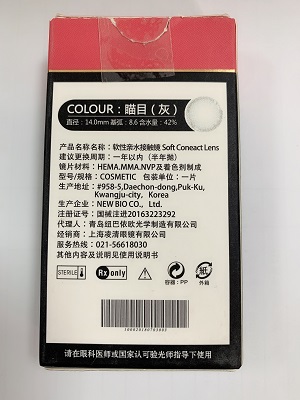 COLOUR：瞄目（灰）
直径：14.0mm 基弧：8.6 含水量：42%
产品名称：软性亲水接触镜 Soft Coneact Lens
建议更换周期：一年以内（半年抛）
镜片材料：HEMA.MMA.NVP及着色剂制成
型号/规格：COSMETIC 包装单位：一片
生产地址：#958-5,Daechon-dong,Puk-Ku,
Kwangju-city, Korea
生产企业：NEW BIO CO., Ltd.
注册证号：国械注进20163223292
代理人：青岛纽巴依欧光学精造有限公司
经销商：上海凌清眼镜有限公司
服务热线：021-56618030
其他内容及说明见使用说明书
STERILE
Rx only
2
容器：PP
紙
外箱
请在眼科医师或国家认可验光师指导下使用